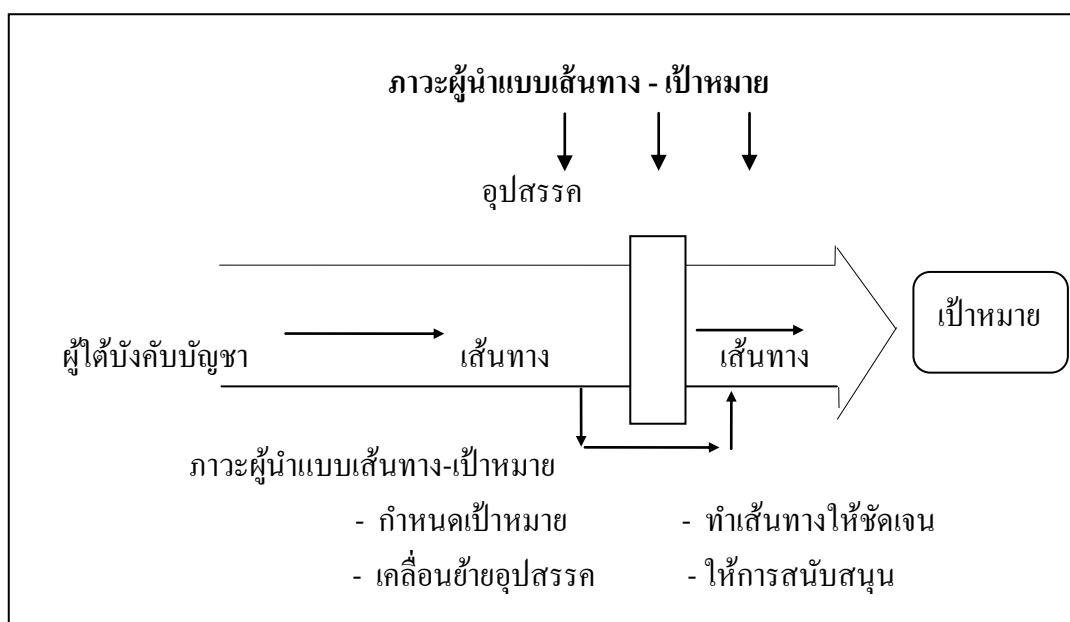 ภาวะผู้นำแบบเส้นทาง - เป้าหมาย
อุปสรรค
เป้าหมาย
ผู้ใต้บังคับบัญชา เส้นทาง เส้นทาง
ภาวะผู้นำแบบเส้นทาง-เป้าหมาย
- กำหนดเป้าหมาย - ทำเส้นทางให้ชัดเจน
- เคลื่อนย้ายอุปสรรค - ให้การสนับสนุน